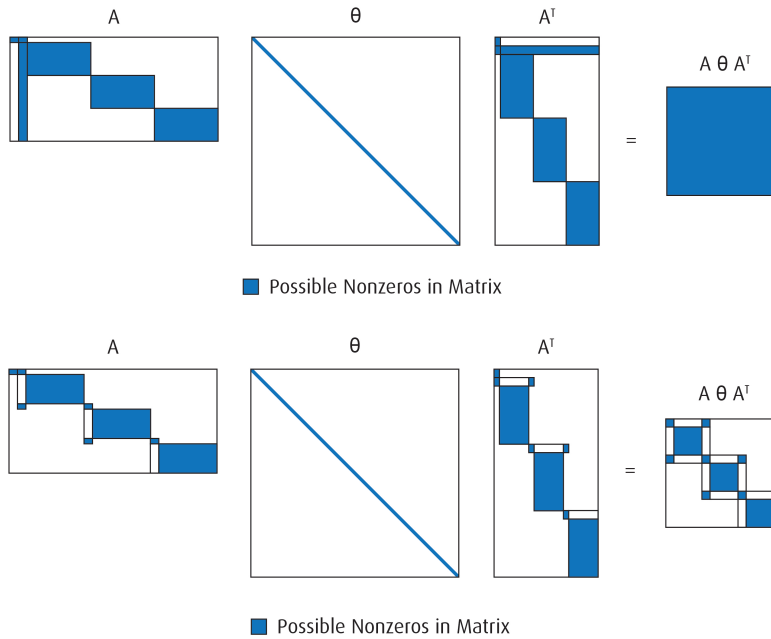 A θ Aᵀ
A θ Aᵀ
=
Possible Nonzeros in Matrix
A θ Aᵀ
A θ Aᵀ
=
Possible Nonzeros in Matrix